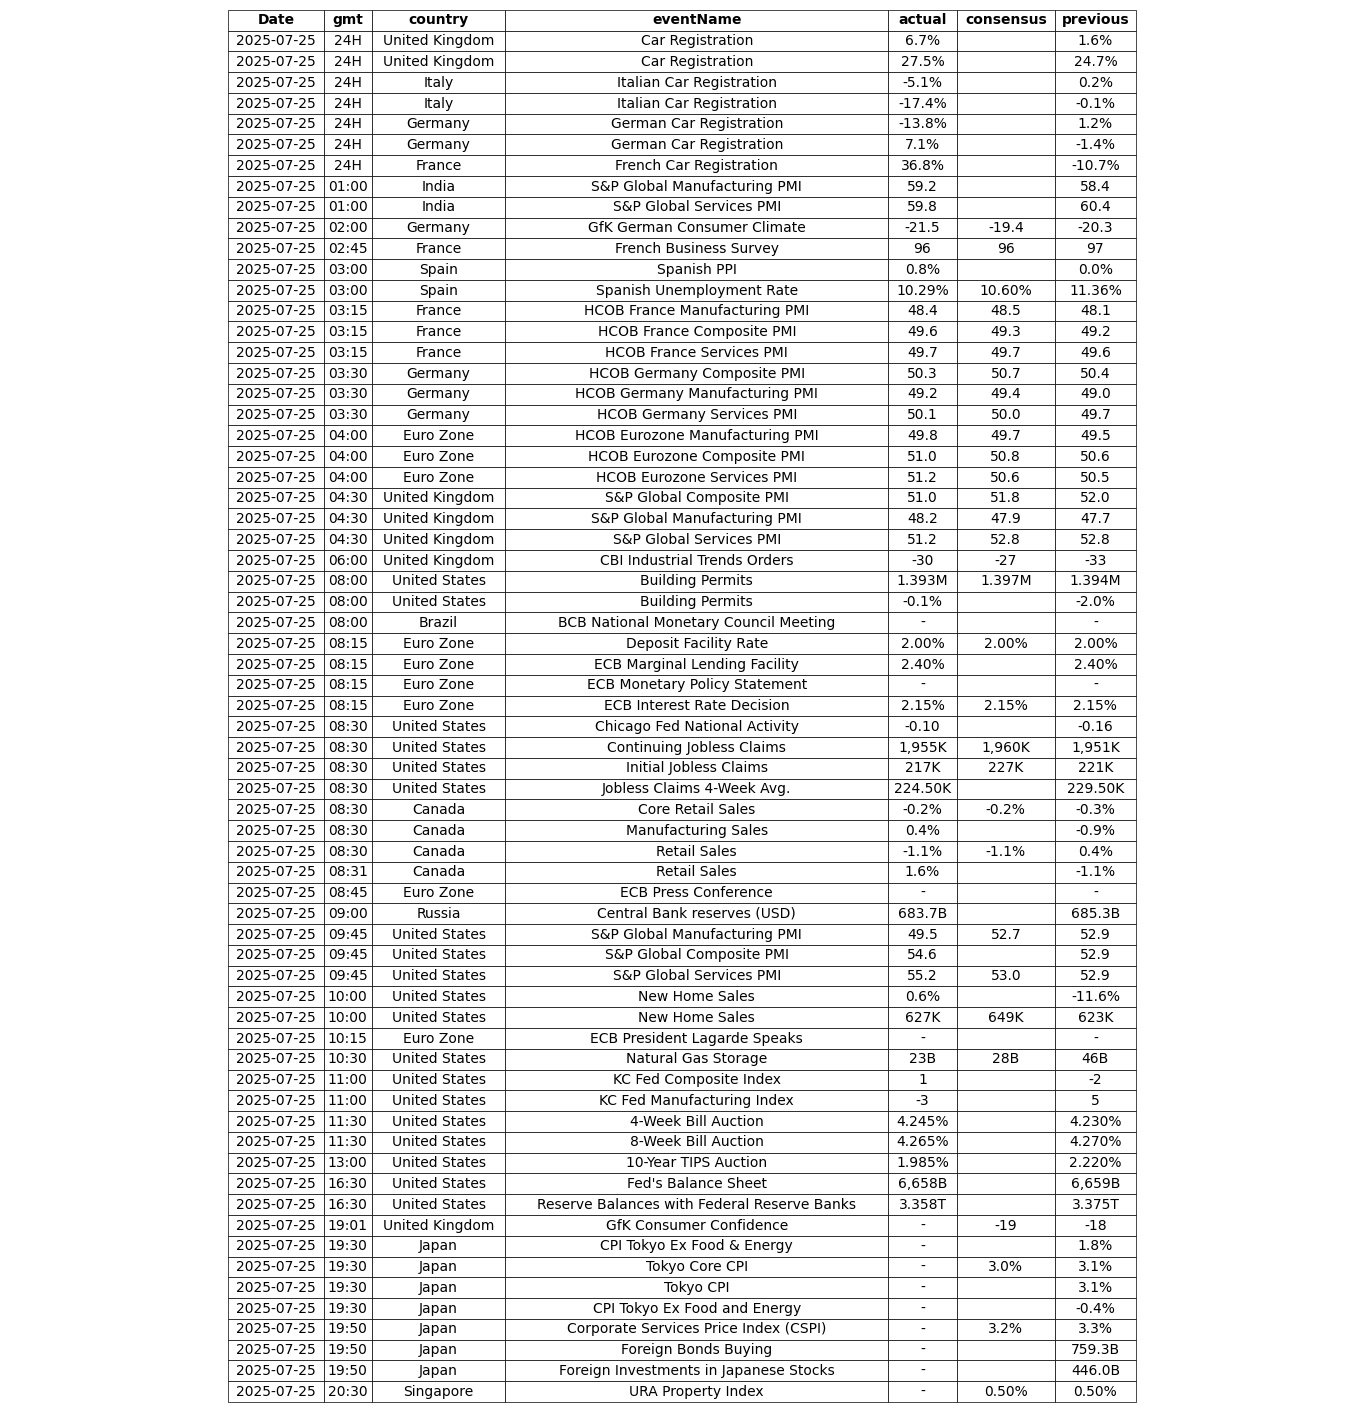 Date gmt country eventName actual consensus previous
2025-07-25 24H United Kingdom Car Registration 6.7% 1.6%
2025-07-25 24H United Kingdom Car Registration 27.5% 24.7%
2025-07-25 24H Italy Italian Car Registration -5.1% 0.2%
2025-07-25 24H Italy Italian Car Registration -17.4% -0.1%
2025-07-25 24H Germany German Car Registration -13.8% 1.2%
2025-07-25 24H Germany German Car Registration 7.1% -1.4%
2025-07-25 24H France French Car Registration 36.8% -10.7%
2025-07-25 01:00 India S&P Global Manufacturing PMI 59.2 58.4
2025-07-25 01:00 India S&P Global Services PMI 59.8 60.4
2025-07-25 02:00 Germany GfK German Consumer Climate -21.5 -19.4 -20.3
2025-07-25 02:45 France French Business Survey 96 96 97
2025-07-25 03:00 Spain Spanish PPI 0.8% 0.0%
2025-07-25 03:00 Spain Spanish Unemployment Rate 10.29% 10.60% 11.36%
2025-07-25 03:15 France HCOB France Manufacturing PMI 48.4 48.5 48.1
2025-07-25 03:15 France HCOB France Composite PMI 49.6 49.3 49.2
2025-07-25 03:15 France HCOB France Services PMI 49.7 49.7 49.6
2025-07-25 03:30 Germany HCOB Germany Composite PMI 50.3 50.7 50.4
2025-07-25 03:30 Germany HCOB Germany Manufacturing PMI 49.2 49.4 49.0
2025-07-25 03:30 Germany HCOB Germany Services PMI 50.1 50.0 49.7
2025-07-25 04:00 Euro Zone HCOB Eurozone Manufacturing PMI 49.8 49.7 49.5
2025-07-25 04:00 Euro Zone HCOB Eurozone Composite PMI 51.0 50.8 50.6
2025-07-25 04:00 Euro Zone HCOB Eurozone Services PMI 51.2 50.6 50.5
2025-07-25 04:30 United Kingdom S&P Global Composite PMI 51.0 51.8 52.0
2025-07-25 04:30 United Kingdom S&P Global Manufacturing PMI 48.2 47.9 47.7
2025-07-25 04:30 United Kingdom S&P Global Services PMI 51.2 52.8 52.8
2025-07-25 06:00 United Kingdom CBI Industrial Trends Orders -30 -27 -33
2025-07-25 08:00 United States Building Permits 1.393M 1.397M 1.394M
2025-07-25 08:00 United States Building Permits -0.1% -2.0%
2025-07-25 08:00 Brazil BCB National Monetary Council Meeting - -
2025-07-25 08:15 Euro Zone Deposit Facility Rate 2.00% 2.00% 2.00%
2025-07-25 08:15 Euro Zone ECB Marginal Lending Facility 2.40% 2.40%
2025-07-25 08:15 Euro Zone ECB Monetary Policy Statement - -
2025-07-25 08:15 Euro Zone ECB Interest Rate Decision 2.15% 2.15% 2.15%
2025-07-25 08:30 United States Chicago Fed National Activity -0.10 -0.16
2025-07-25 08:30 United States Continuing Jobless Claims 1,955K 1,960K 1,951K
2025-07-25 08:30 United States Initial Jobless Claims 217K 227K 221K
2025-07-25 08:30 United States Jobless Claims 4-Week Avg. 224.50K 229.50K
2025-07-25 08:30 Canada Core Retail Sales -0.2% -0.2% -0.3%
2025-07-25 08:30 Canada Manufacturing Sales 0.4% -0.9%
2025-07-25 08:30 Canada Retail Sales -1.1% -1.1% 0.4%
2025-07-25 08:31 Canada Retail Sales 1.6% -1.1%
2025-07-25 08:45 Euro Zone ECB Press Conference - -
2025-07-25 09:00 Russia Central Bank reserves (USD) 683.7B 685.3B
2025-07-25 09:45 United States S&P Global Manufacturing PMI 49.5 52.7 52.9
2025-07-25 09:45 United States S&P Global Composite PMI 54.6 52.9
2025-07-25 09:45 United States S&P Global Services PMI 55.2 53.0 52.9
2025-07-25 10:00 United States New Home Sales 0.6% -11.6%
2025-07-25 10:00 United States New Home Sales 627K 649K 623K
2025-07-25 10:15 Euro Zone ECB President Lagarde Speaks - -
2025-07-25 10:30 United States Natural Gas Storage 23B 28B 46B
2025-07-25 11:00 United States KC Fed Composite Index 1 -2
2025-07-25 11:00 United States KC Fed Manufacturing Index -3 5
2025-07-25 11:30 United States 4-Week Bill Auction 4.245% 4.230%
2025-07-25 11:30 United States 8-Week Bill Auction 4.265% 4.270%
2025-07-25 13:00 United States 10-Year TIPS Auction 1.985% 2.220%
2025-07-25 16:30 United States Fed's Balance Sheet 6,658B 6,659B
2025-07-25 16:30 United States Reserve Balances with Federal Reserve Banks 3.358T 3.375T
2025-07-25 19:01 United Kingdom GfK Consumer Confidence - -19 -18
2025-07-25 19:30 Japan CPI Tokyo Ex Food & Energy - 1.8%
2025-07-25 19:30 Japan Tokyo Core CPI - 3.0% 3.1%
2025-07-25 19:30 Japan Tokyo CPI - 3.1%
2025-07-25 19:30 Japan CPI Tokyo Ex Food and Energy - -0.4%
2025-07-25 19:50 Japan Corporate Services Price Index (CSPI) - 3.2% 3.3%
2025-07-25 19:50 Japan Foreign Bonds Buying - 759.3B
2025-07-25 19:50 Japan Foreign Investments in Japanese Stocks - 446.0B
2025-07-25 20:30 Singapore URA Property Index - 0.50% 0.50%